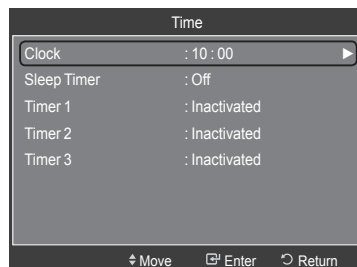 Time
Clock : 10 : 00
Sleep Timer : Off
Timer 1 : Inactivated
Timer 2 : Inactivated
Timer 3 : Inactivated
Move Enter Return